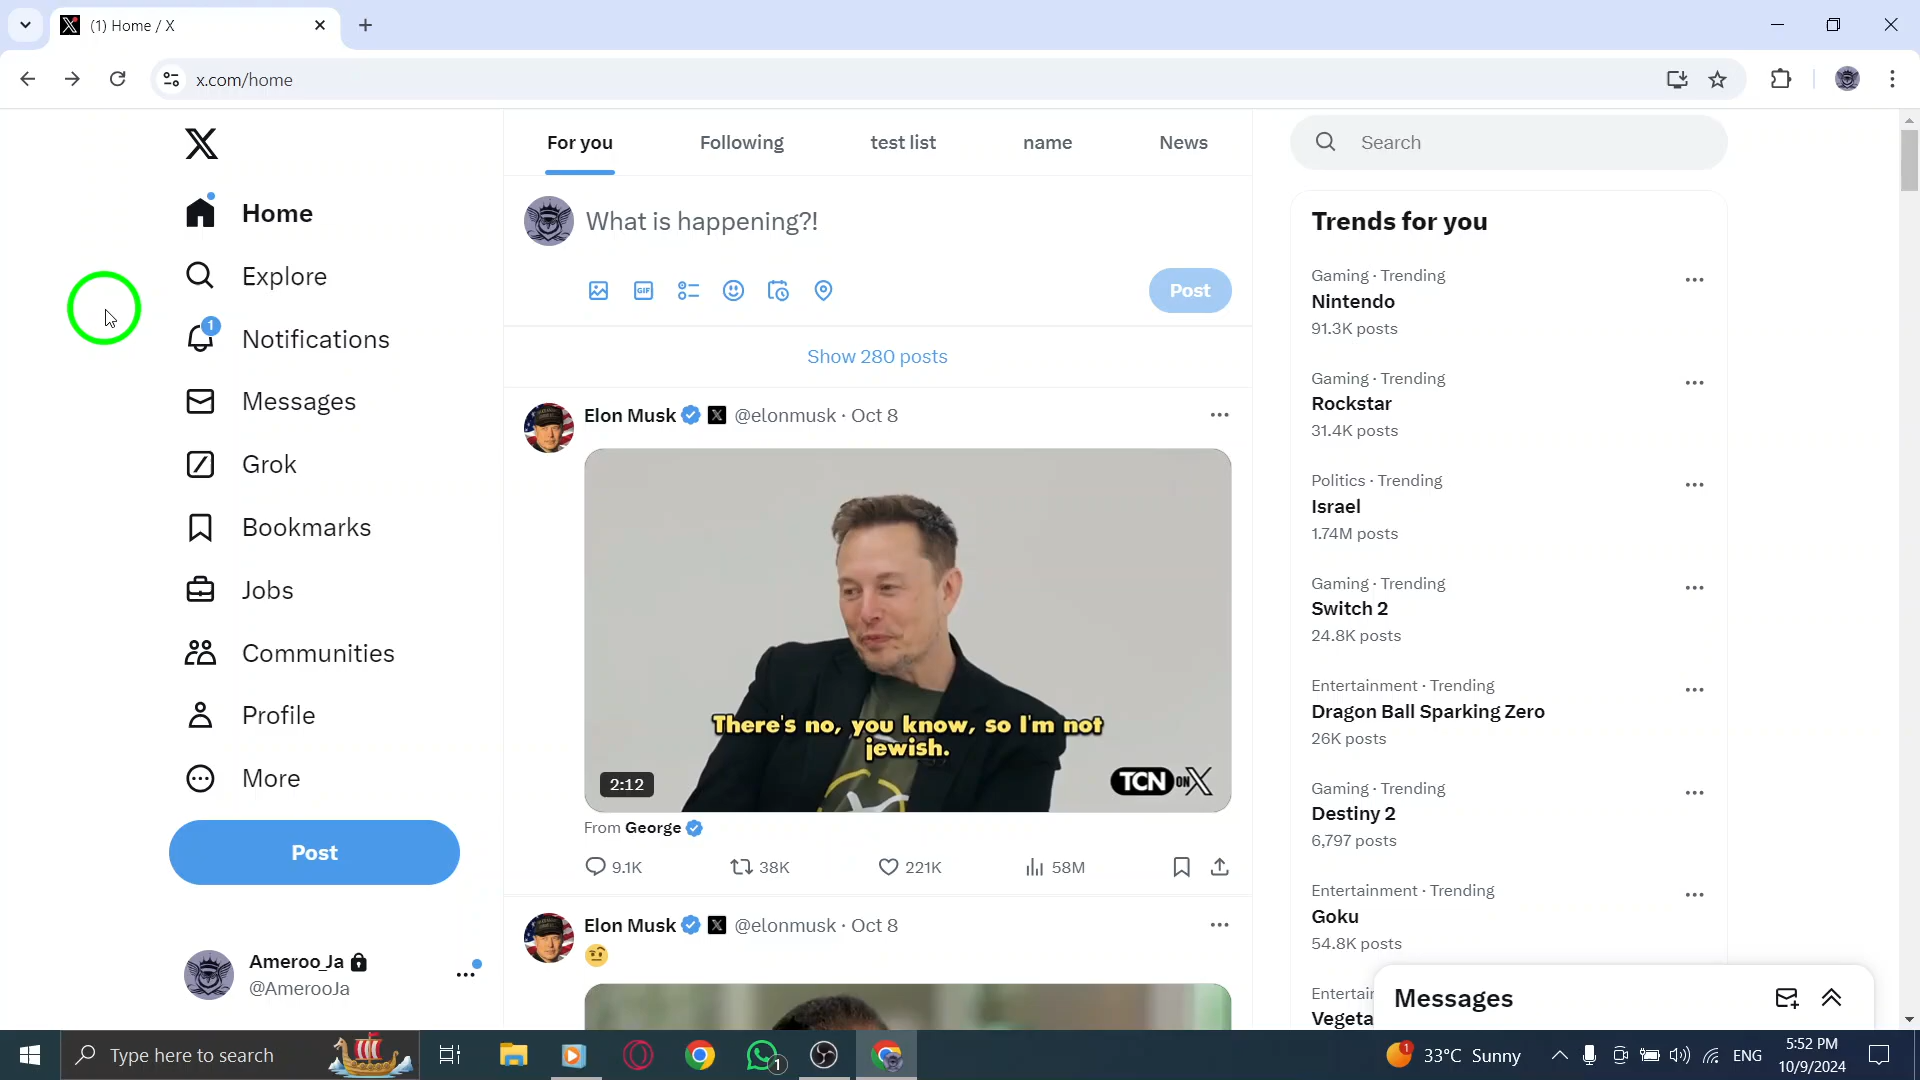 (1) Home / X
x.com/home
Home
Explore
1
Notifications
Messages
Grok
Bookmarks
Jobs
Communities
Profile
More
Post
Ameroo_Ja
@AmerooJa
For you
Following
test list
name
News
What is happening?!
GIF
Post
Show 280 posts
Elon Musk @elonmusk · Oct 8
There's no, you know, so I'm not
jewish.
2:12
TCN ON X
From George
9.1K
38K
221K
58M
Elon Musk @elonmusk · Oct 8
Search
Trends for you
Gaming · Trending
Nintendo
91.3K posts
Gaming · Trending
Rockstar
31.4K posts
Politics · Trending
Israel
1.74M posts
Gaming · Trending
Switch 2
24.8K posts
Entertainment · Trending
Dragon Ball Sparking Zero
26K posts
Gaming · Trending
Destiny 2
6,797 posts
Entertainment · Trending
Goku
54.8K posts
Messages
Type here to search
1
1
33°C Sunny
ENG
5:52 PM
10/9/2024